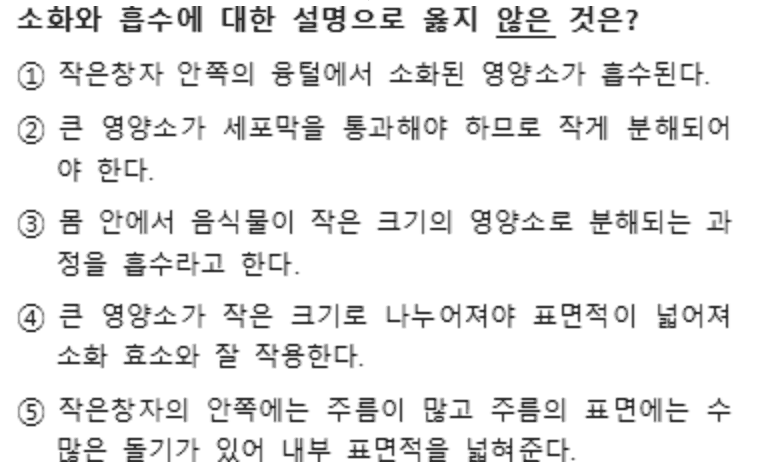 소화와 흡수에 대한 설명으로 옳지 않은 것은?
① 작은창자 안쪽의 융털에서 소화된 영양소가 흡수된다.
② 큰 영양소가 세포막을 통과해야 하므로 작게 분해되어
야 한다.
③ 몸 안에서 음식물이 작은 크기의 영양소로 분해되는 과
정을 흡수라고 한다.
④ 큰 영양소가 작은 크기로 나누어져야 표면적이 넓어져
소화 효소와 잘 작용한다.
⑤ 작은창자의 안쪽에는 주름이 많고 주름의 표면에는 수
많은 돌기가 있어 내부 표면적을 넓혀준다.